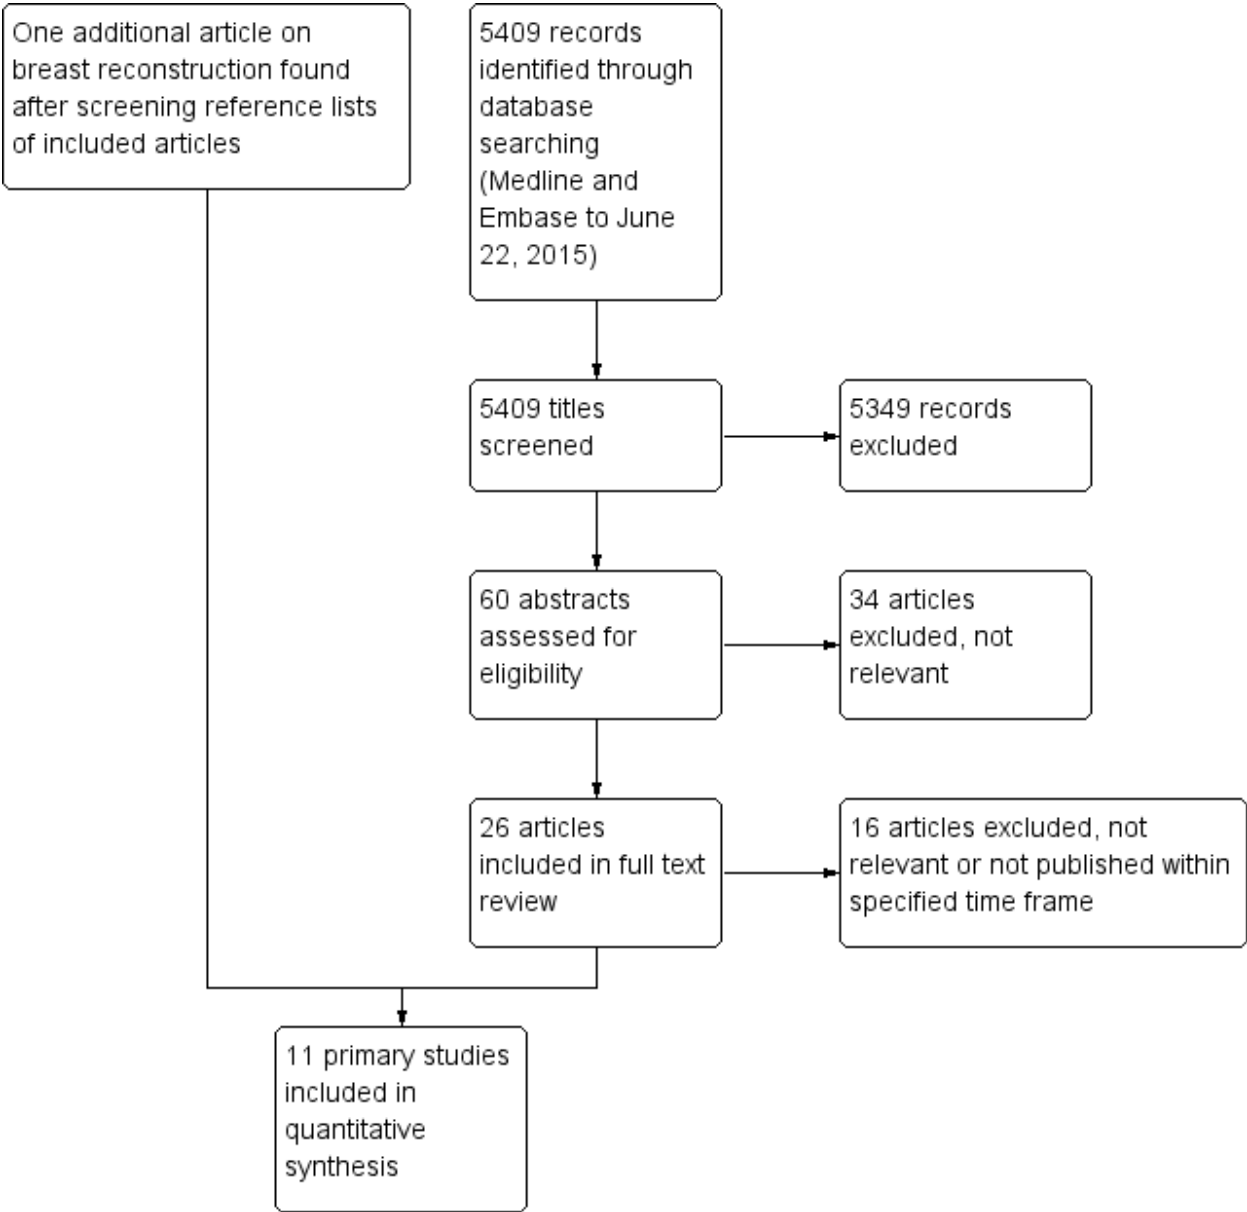 One additional article on
breast reconstruction found
after screening reference lists
of included articles
5409 records
identified through
database
searching
(Medline and
Embase to June
22, 2015)
5409 titles
screened
5349 records
excluded
60 abstracts
assessed for
eligibility
34 articles
excluded, not
relevant
26 articles
included in full text
review
16 articles excluded, not
relevant or not published within
specified time frame
11 primary studies
included in
quantitative
synthesis